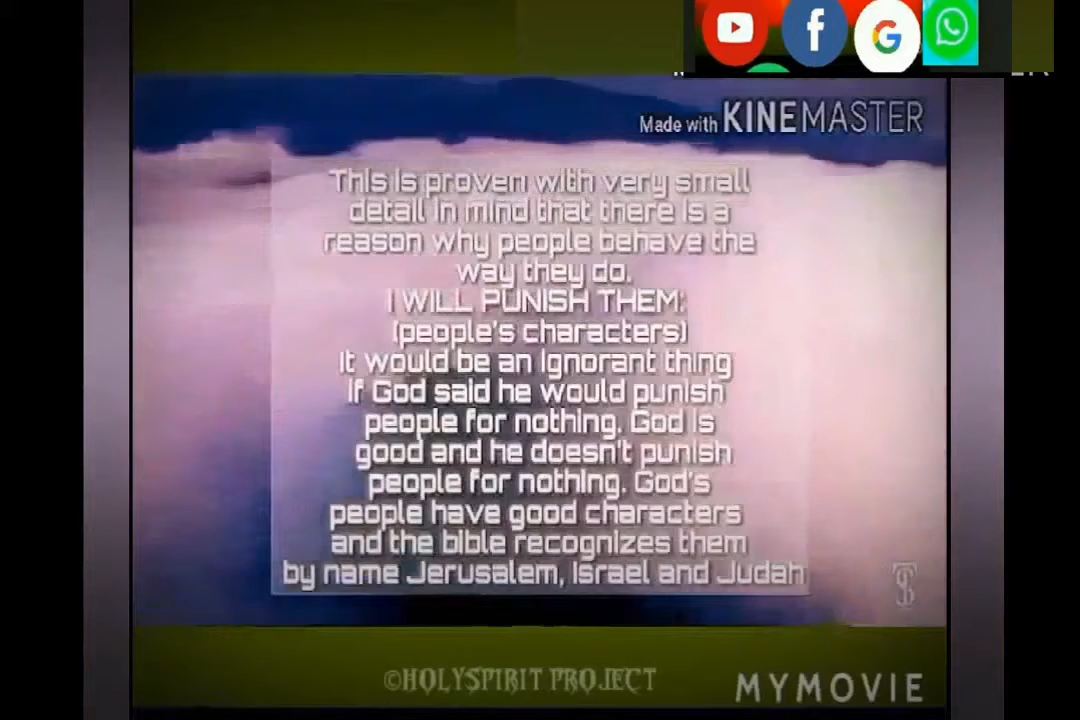 Made with KINEMASTER
This is proven with very small
detail in mind that there is a
reason why people behave the
way they do.
I WILL PUNISH THEM:
(people's characters)
It would be an ignorant thing
if God said he would punish
people for nothing. God is
good and he doesn't punish
people for nothing. God's
people have good characters
and the bible recognizes them
by name Jerusalem, Israel and Judah
©HOLYSPIRIT PROJECT
MYMOVIE